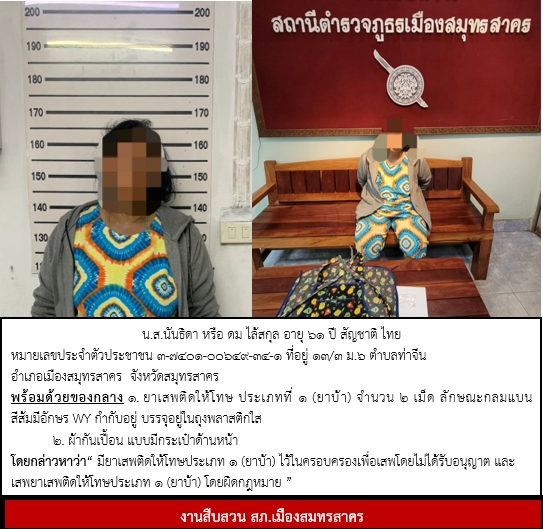 สถานีตำรวจภูธรเมืองสมุทรสาคร
200 200
190 190
180 180
170 170
160 160
150
140 140
130 130
120 120
น.ส.นันธิดา หรือ ดม ไล้สกุล อายุ ๖๑ ปี สัญชาติ ไทย
หมายเลขประจำตัวประชาชน ๓-๗๔๐๑-๐๐๖๔๙-๓๔-๑ ที่อยู่ ๑๓/๓ ม.๖ ตำบลท่าจีน
อำเภอเมืองสมุทรสาคร จังหวัดสมุทรสาคร
พร้อมด้วยของกลาง ๑. ยาเสพติดให้โทษ ประเภทที่ ๑ (ยาบ้า) จำนวน ๒ เม็ด ลักษณะกลมแบน
สีส้มมีอักษร WY กำกับอยู่ บรรจุอยู่ในถุงพลาสติกใส
๒. ผ้ากันเปื้อน แบบมีกระเป๋าด้านหน้า
โดยกล่าวหาว่า“ มียาเสพติดให้โทษประเภท ๑ (ยาบ้า) ไว้ในครอบครองเพื่อเสพโดยไม่ได้รับอนุญาต และ
เสพยาเสพติดให้โทษประเภท ๑ (ยาบ้า) โดยผิดกฎหมาย ”
งานสืบสวน สภ.เมืองสมุทรสาคร